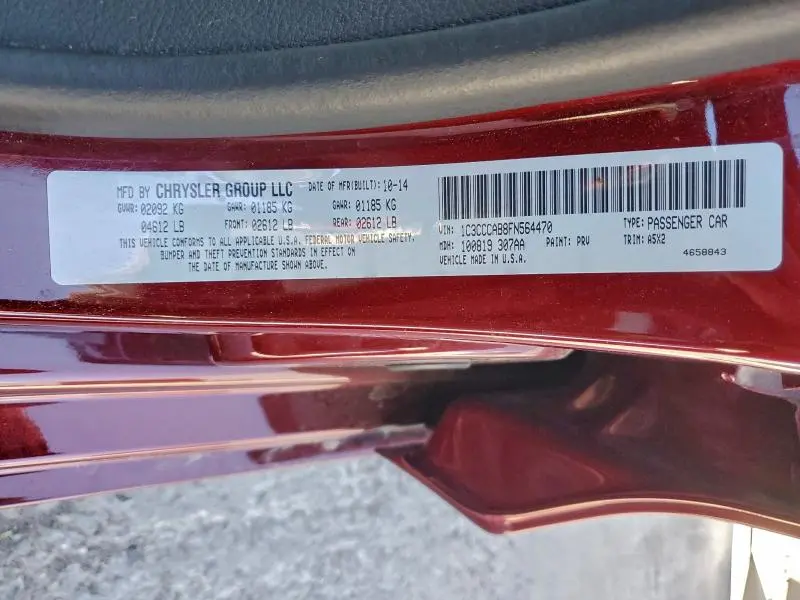 MFD BY CHRYSLER GROUP LLC DATE OF MFR(BUILT): 10-14
GVWR: 02092 KG GAWR: 01185 KG GAWR: 01185 KG
04612 LB FRONT: 02612 LB REAR: 02612 LB
THIS VEHICLE CONFORMS TO ALL APPLICABLE U.S.A. FEDERAL MOTOR VEHICLE SAFETY,
BUMPER AND THEFT PREVENTION STANDARDS IN EFFECT ON
THE DATE OF MANUFACTURE SHOWN ABOVE.
VIN: 1C3CCCAB8FN564470 TYPE: PASSENGER CAR
MDH: 100819 307AA PAINT: PRV TRIM: A5X2
VEHICLE MADE IN U.S.A. 4658843